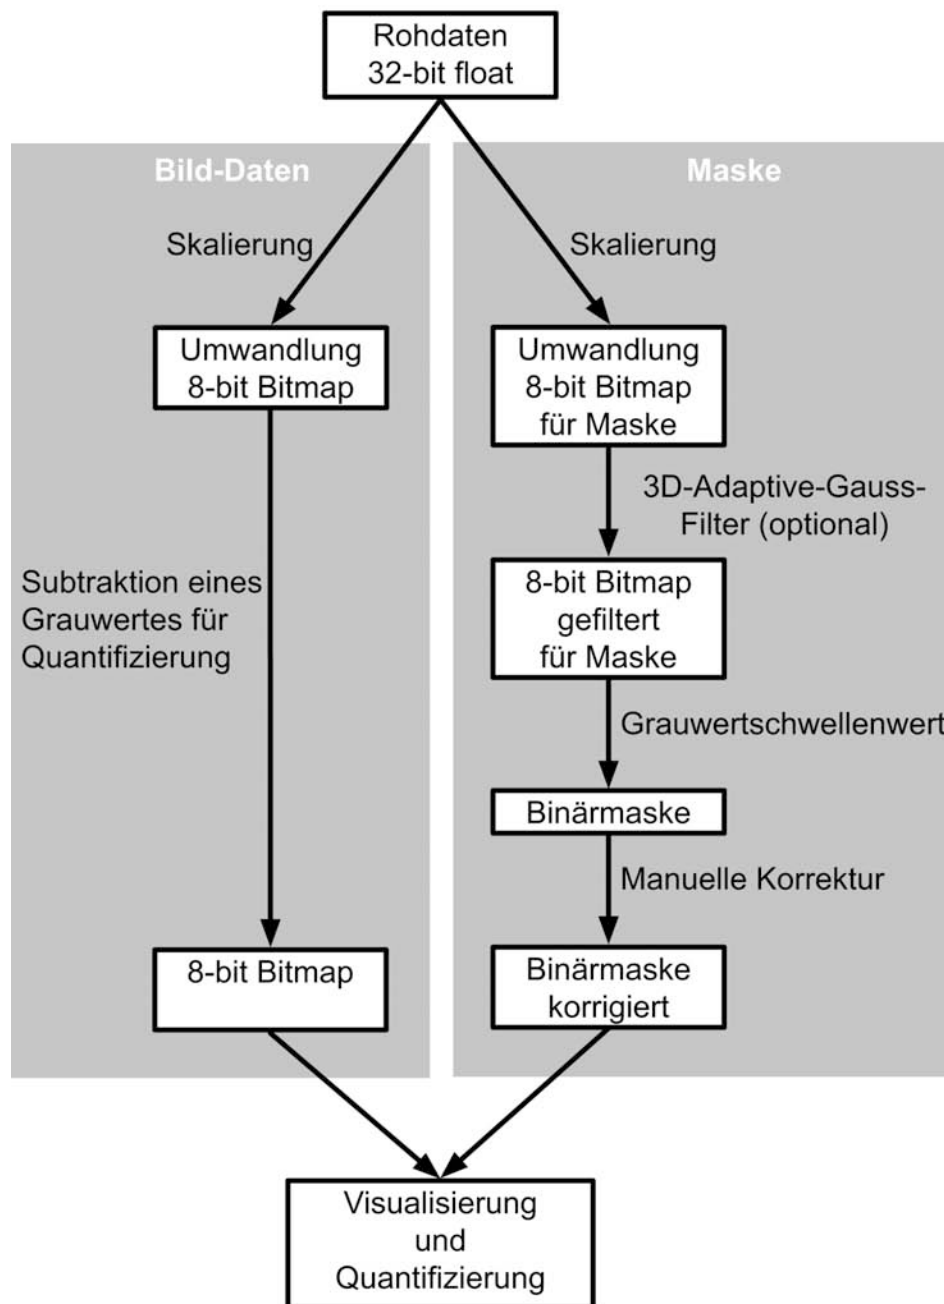 Rohdaten
32-bit float
Bild-Daten
Skalierung
Umwandlung
8-bit Bitmap
Subtraktion eines
Grauwertes für
Quantifizierung
8-bit Bitmap
Maske
Skalierung
Umwandlung
8-bit Bitmap
für Maske
3D-Adaptive-Gauss-
Filter (optional)
8-bit Bitmap
gefiltert
für Maske
Grauwertschwellenwert
Binärmaske
Manuelle Korrektur
Binärmaske
korrigiert
Visualisierung
und
Quantifizierung